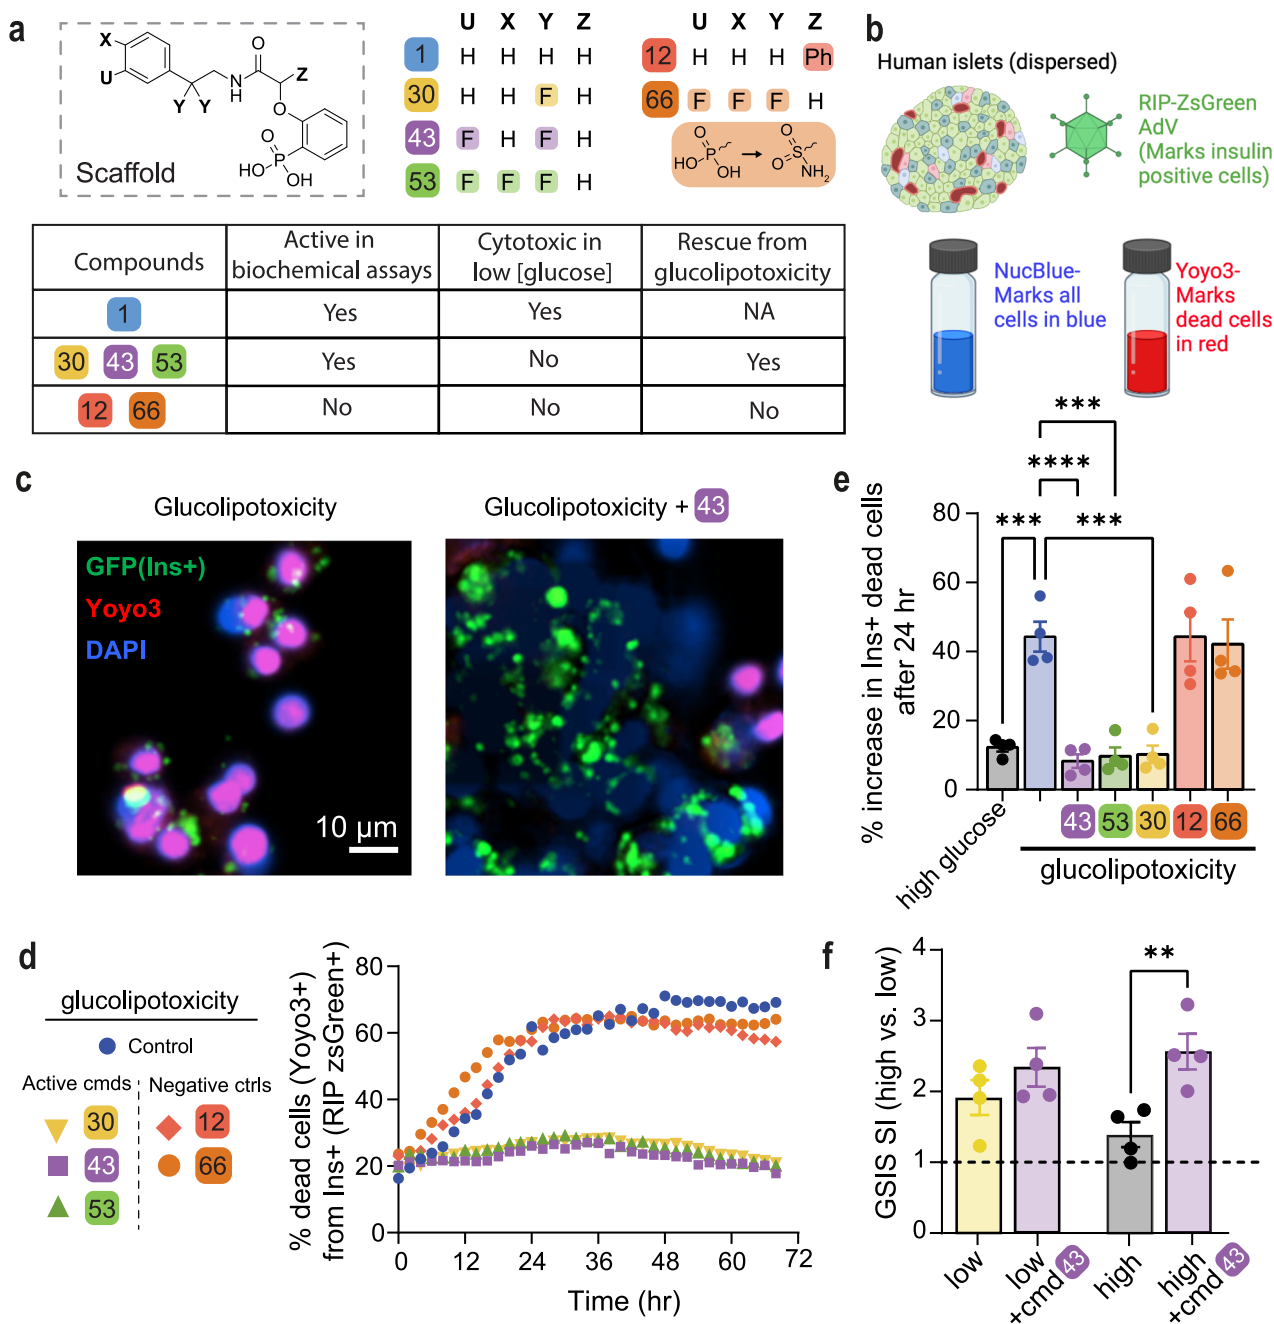 a
X
U
Y Y
O
N
H
Z
O
O
P
HO
OH
Scaffold
U X Y Z
1 H H H H
30 H H F H
43 F H F H
53 F F F H
U X Y Z
12 H H H Ph
66 F F F H
O
HO P
OH
O
S O
NH2
Compounds
Active in
biochemical assays
Cytotoxic in
low [glucose]
Rescue from
glucolipotoxicity
1 Yes Yes NA
30 43 53 Yes No Yes
12 66 No No No
b
Human islets (dispersed)
RIP-ZsGreen
AdV
(Marks insulin
positive cells)
NucBlue-
Marks all
cells in blue
Yoyo3-
Marks
dead cells
in red
c
Glucolipotoxicity
Glucolipotoxicity + 43
GFP(Ins+)
Yoyo3
DAPI
10 µm
d
glucolipotoxicity
Control
Active cmds
Negative ctrls
30
43
53
12
66
% dead cells (Yoyo3+)
from Ins+ (RIP zsGreen+)
80
60
40
20
0
0 12 24 36 48 60 72
Time (hr)
e
% increase in Ins+ dead cells
after 24 hr
80
60
40
20
0
***
****
*** ***
high glucose
43 53 30 12 66
glucolipotoxicity
f
GSIS SI (high vs. low)
4
3
2
1
0
**
low
low
+cmd 43
high
high
+cmd 43